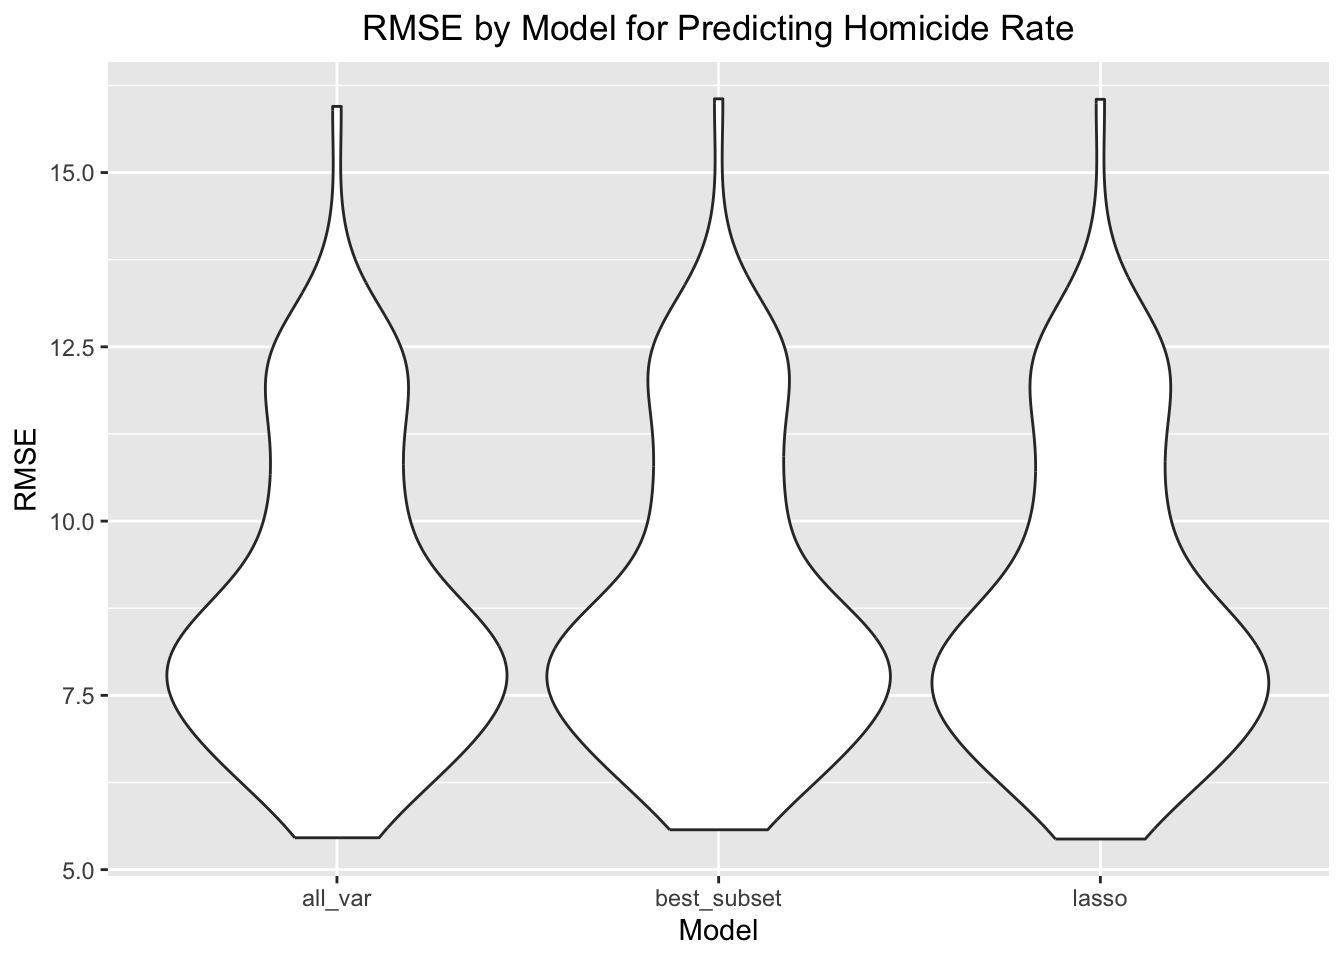 RMSE by Model for Predicting Homicide Rate
15.0
12.5
10.0
7.5
5.0
RMSE
all_var best_subset lasso
Model